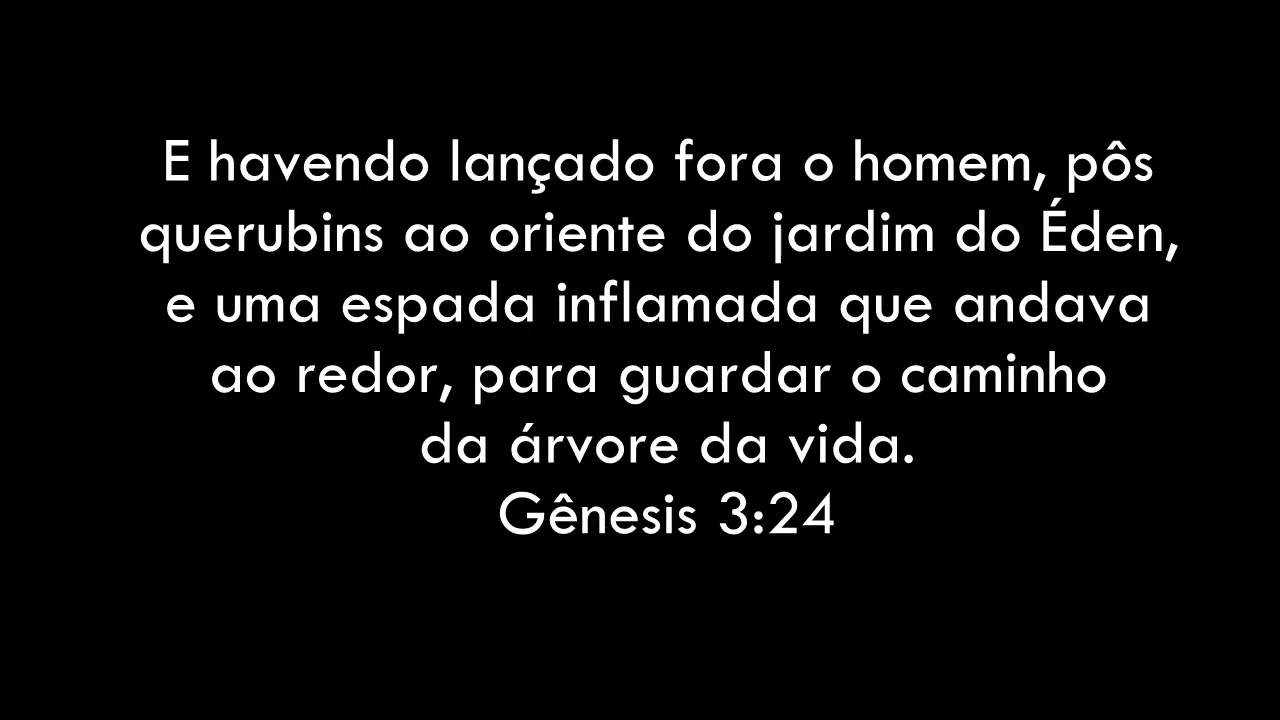 E havendo lançado fora o homem, pôs
querubins ao oriente do jardim do Éden,
e uma espada inflamada que andava
ao redor, para guardar o caminho
da árvore da vida.
Gênesis 3:24